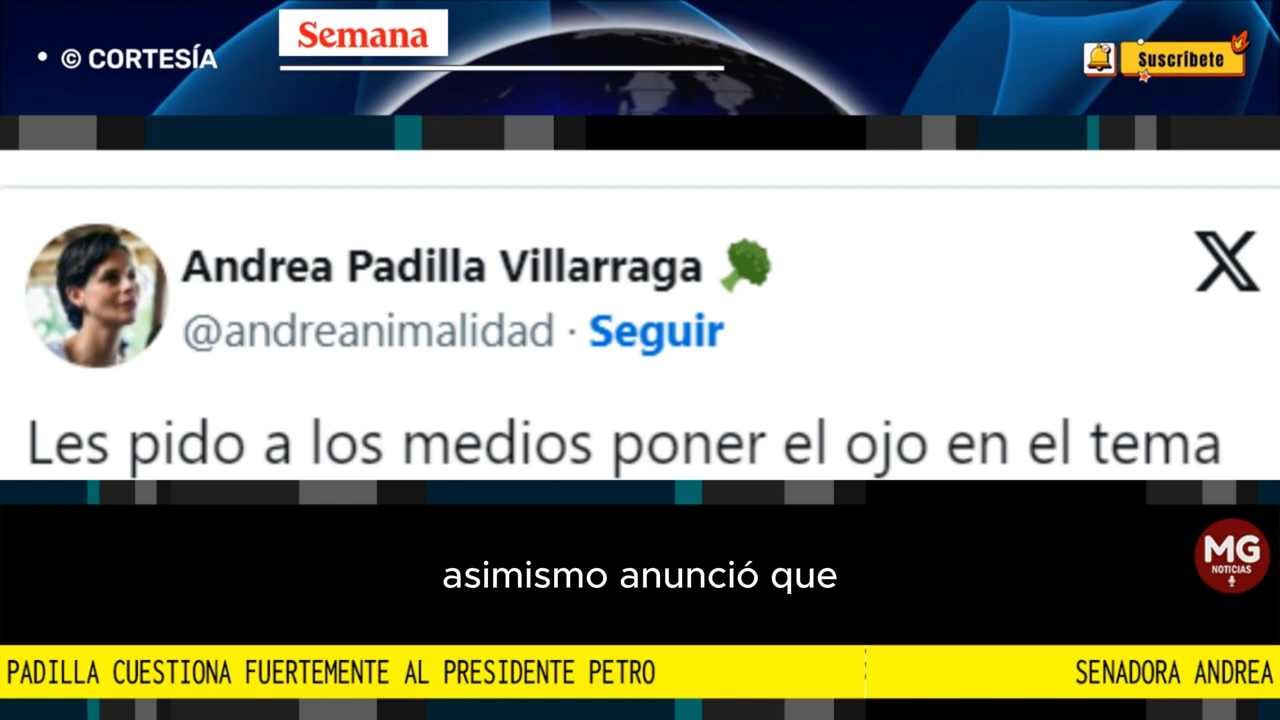 • © CORTESÍA
Semana
Suscríbete
Andrea Padilla Villarraga 🥦
@andreanimalidad · Seguir
Les pido a los medios poner el ojo en el tema
asimismo anunció que
MG
NOTICIAS
PADILLA CUESTIONA FUERTEMENTE AL PRESIDENTE PETRO
SENADORA ANDREA